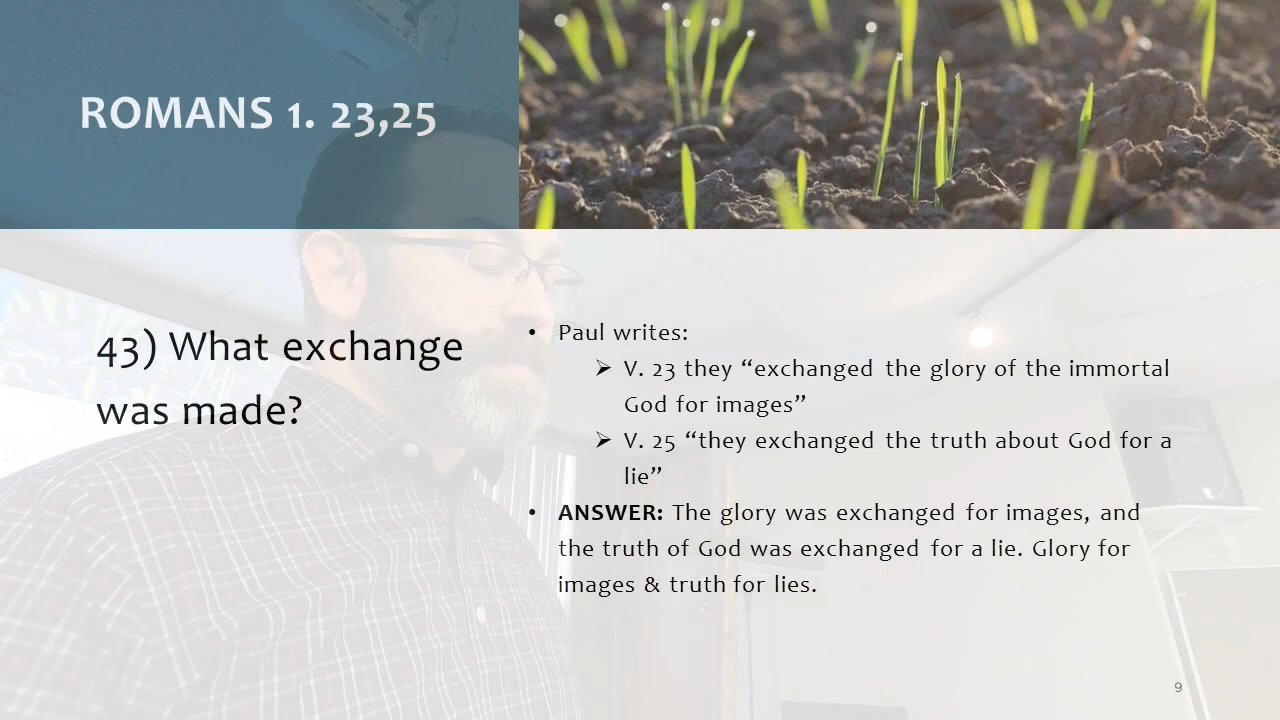 ROMANS 1. 23,25
43) What exchange
was made?
• Paul writes:
➢ V. 23 they “exchanged the glory of the immortal
God for images”
➢ V. 25 “they exchanged the truth about God for a
lie”
• ANSWER: The glory was exchanged for images, and
the truth of God was exchanged for a lie. Glory for
images & truth for lies.
9